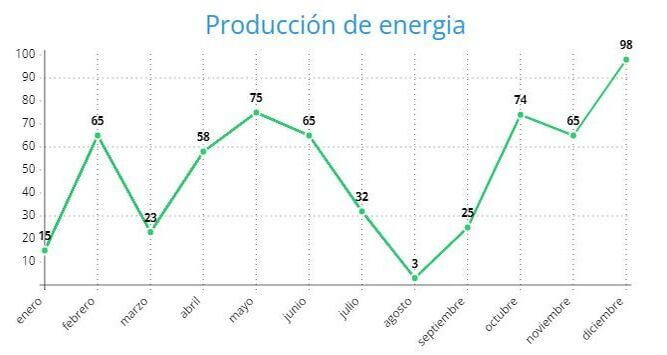 Producción de energia
100
90
80
70
60
50
40
30
20
10
15
65
23
58
75
65
32
3
25
74
65
98
enero
febrero
marzo
abril
mayo
junio
julio
agosto
septiembre
octubre
noviembre
diciembre